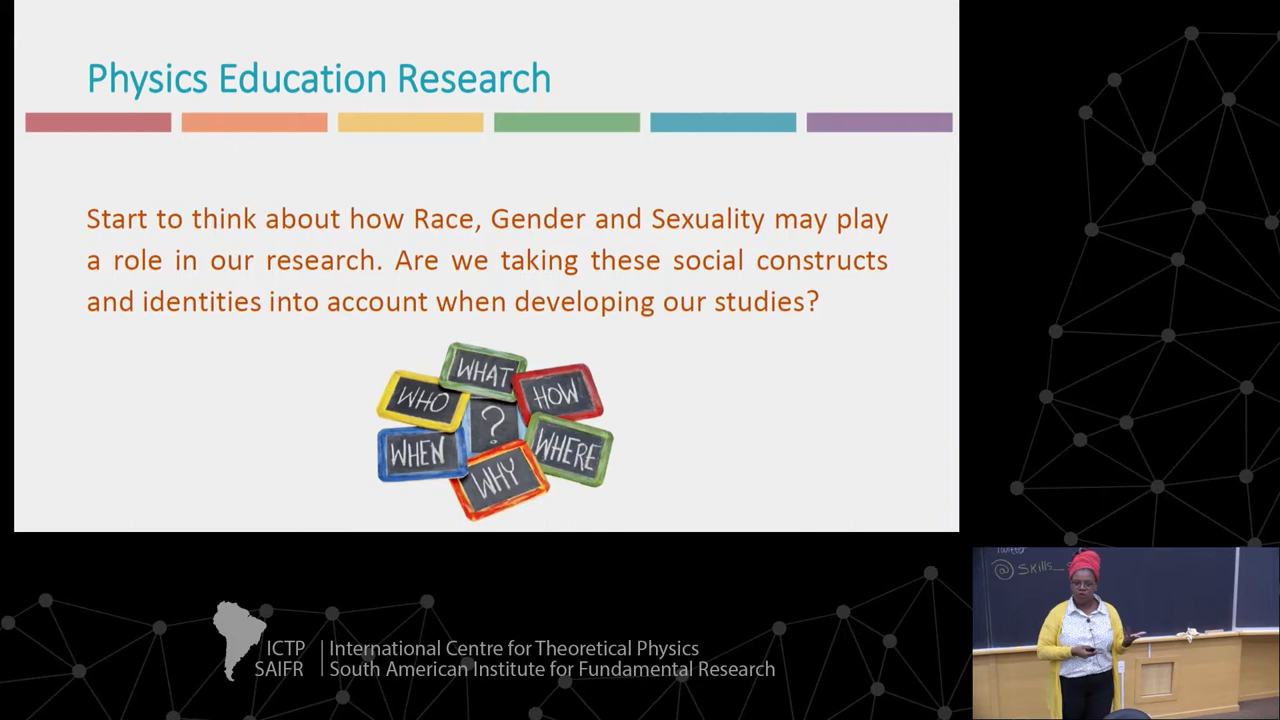 Physics Education Research
Start to think about how Race, Gender and Sexuality may play
a role in our research. Are we taking these social constructs
and identities into account when developing our studies?
WHAT
WHO
HOW
?
WHEN
WHERE
WHY
Twitter
@ Skills_
ICTP
SAIFR
International Centre for Theoretical Physics
South American Institute for Fundamental Research